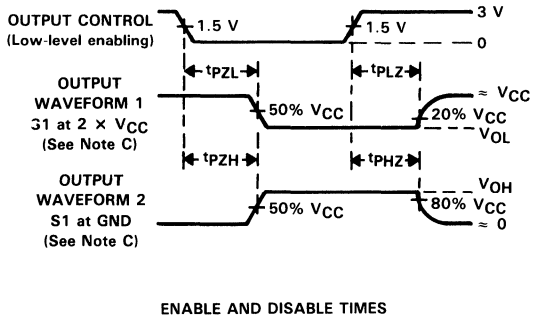 OUTPUT CONTROL
(Low-level enabling)
1.5 V
1.5 V
3 V
0
tPZL
tPLZ
OUTPUT
WAVEFORM 1
S1 at 2 × VCC
(See Note C)
50% VCC
≈ VCC
20% VCC
VOL
tPZH
tPHZ
OUTPUT
WAVEFORM 2
S1 at GND
(See Note C)
50% VCC
VOH
80% VCC
≈ 0
ENABLE AND DISABLE TIMES